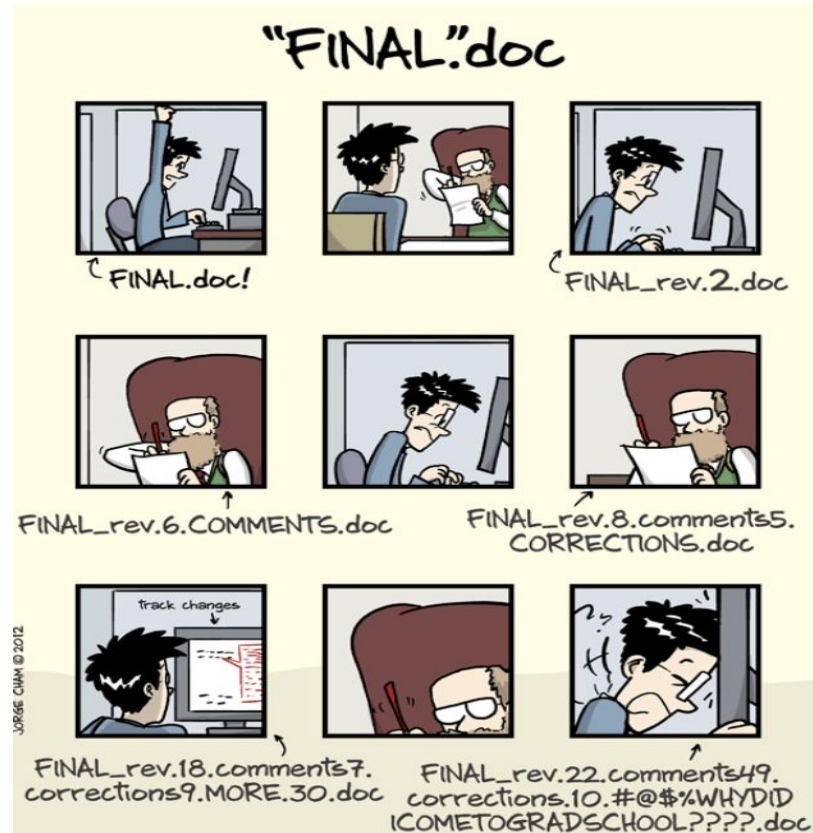 "FINAL".doc
FINAL.doc!
FINAL_rev.2.doc
FINAL_rev.6.COMMENTS.doc
FINAL_rev.8.comments5.
CORRECTIONS.doc
track changes
JORGE CHAM © 2012
FINAL_rev.18.comments7.
corrections9.MORE.30.doc
FINAL_rev.22.comments49.
corrections.10.#@$%WHYDID
ICOMETOGRADSCHOOL????.doc